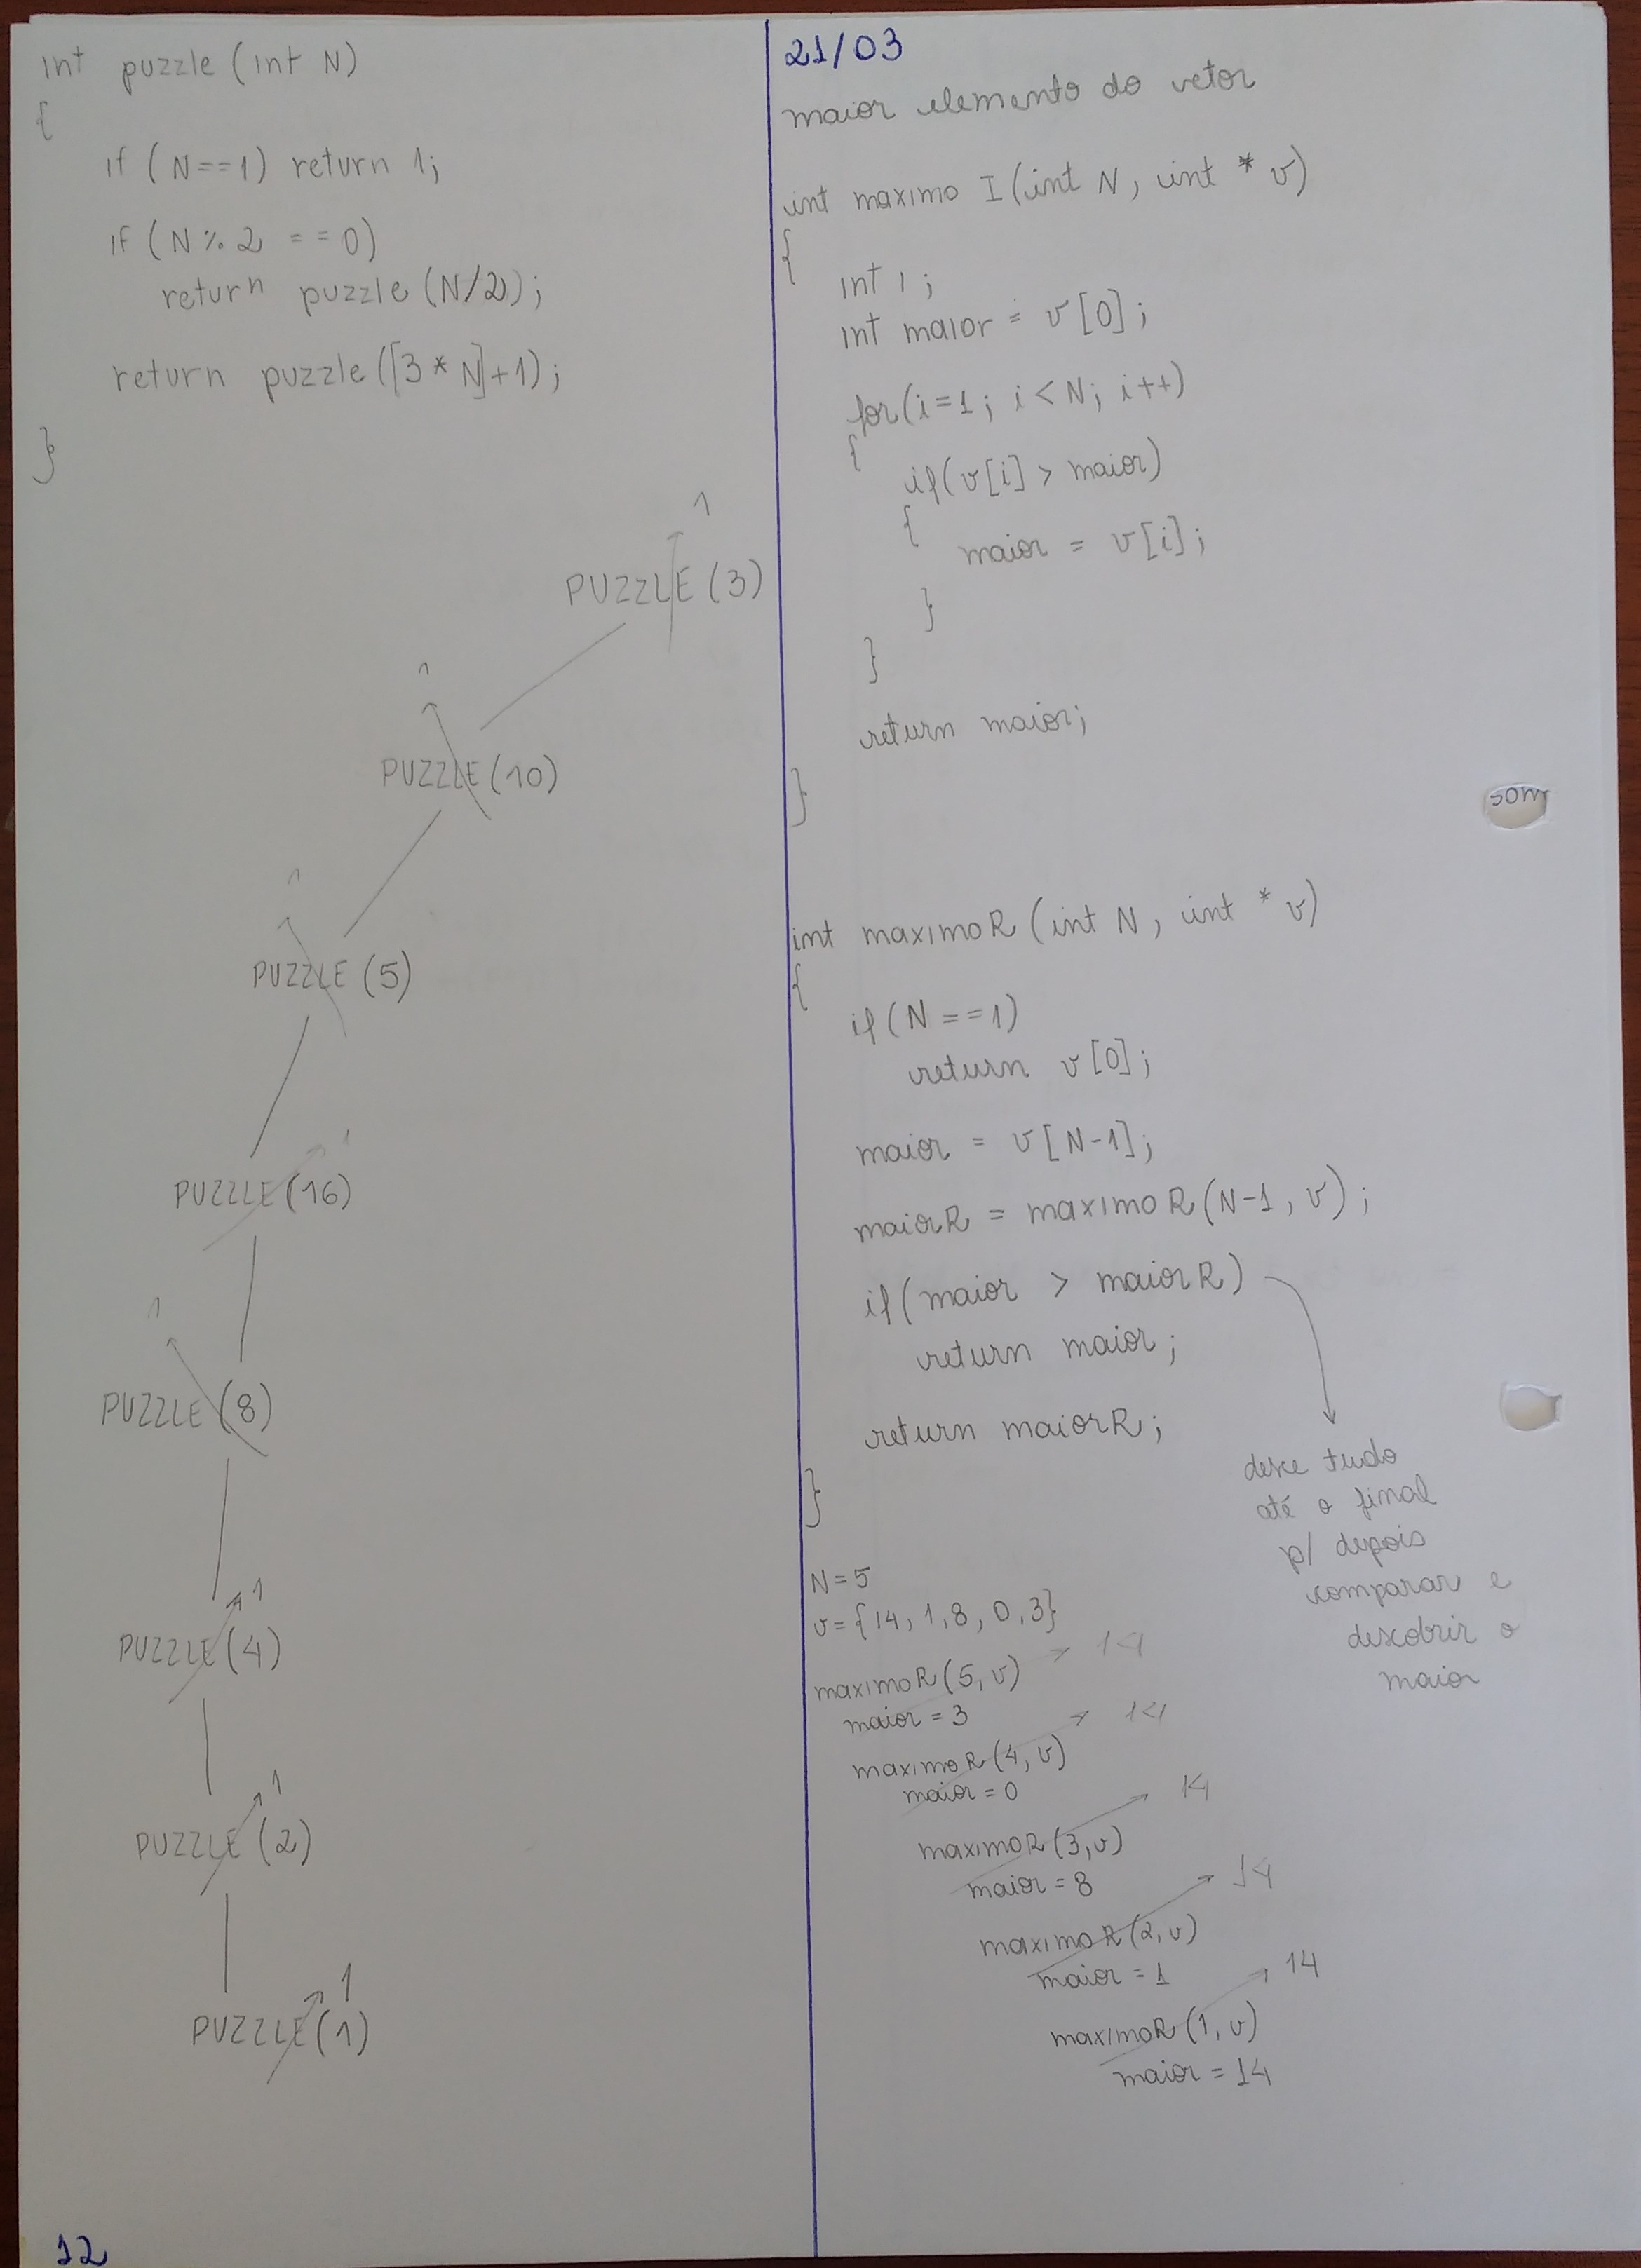 int puzzle (int N)
{
if (N==1) return 1;
if (N % 2 == 0)
return puzzle (N/2);
return puzzle ([3 * N]+1);
}
1
PUZZLE (3)
1
PUZZLE (10)
1
PUZZLE (5)
1
PUZZLE (16)
1
PUZZLE (8)
1
PUZZLE (4)
1
PUZZLE (2)
1
PUZZLE (1)
12
21/03
maior elemento do vetor
int maximo I (int N, int * v)
{
int i;
int maior = v[0];
for (i=1; i<N; i++)
{
if (v[i] > maior)
{
maior = v[i];
}
}
return maior;
}
som
int maximoR (int N, int * v)
{
if (N == 1)
return v[0];
maior = v[N-1];
maiorR = maximoR(N-1, v);
if (maior > maiorR)
return maior;
return maiorR;
}
desce tudo
até o final
p/ depois
comparar e
descobrir o
maior
N=5
v={14, 1, 8, 0, 3}
maximoR (5, v) 14
maior = 3
maximoR (4, v) 14
maior = 0
maximoR (3, v) 14
maior = 8
maximoR (2, v) 14
maior = 1
maximoR (1, v) 14
maior = 14